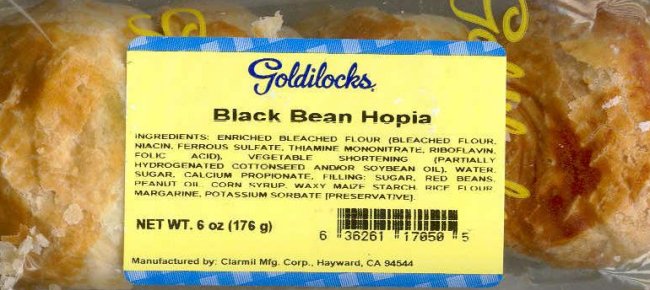 Goldilocks
Black Bean Hopia
INGREDIENTS: ENRICHED BLEACHED FLOUR (BLEACHED FLOUR,
NIACIN, FERROUS SULFATE, THIAMINE MONONITRATE, RIBOFLAVIN,
FOLIC ACID), VEGETABLE SHORTENING (PARTIALLY
HYDROGENATED COTTONSEED AND/OR SOYBEAN OIL), WATER,
SUGAR, CALCIUM PROPIONATE, FILLING: SUGAR, RED BEANS,
PEANUT OIL, CORN SYRUP, WAXY MAIZE STARCH, RICE FLOUR,
MARGARINE, POTASSIUM SORBATE [PRESERVATIVE].
NET WT. 6 oz (176 g)
6 36261 17050 5
Manufactured by: Clarmil Mfg. Corp., Hayward, CA 94544